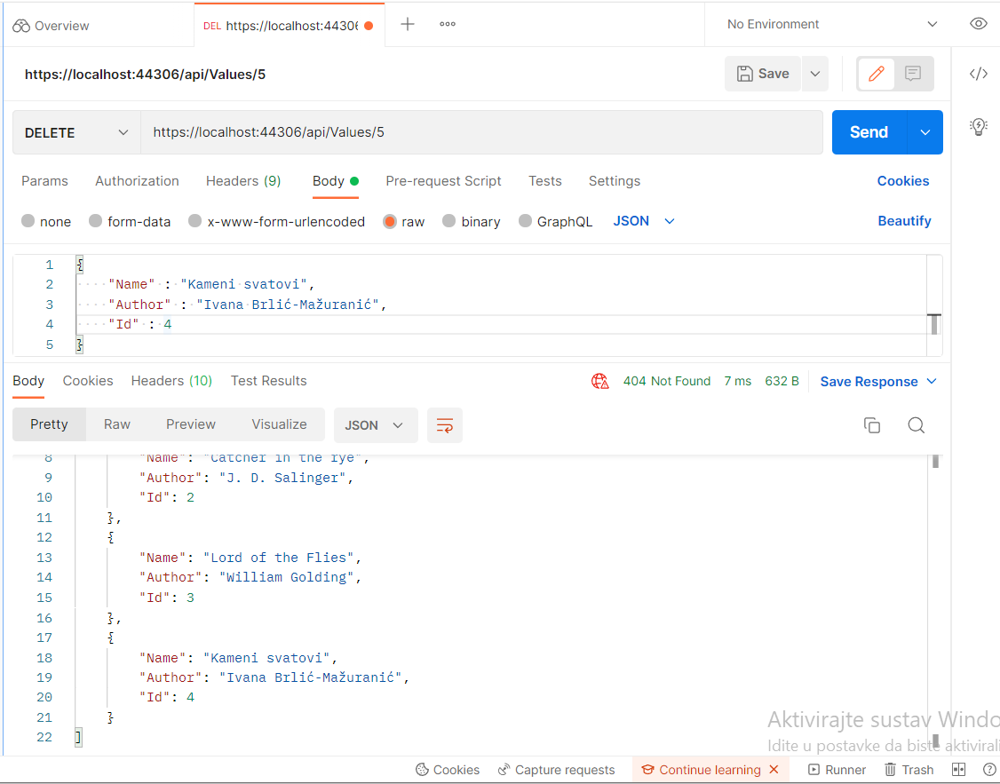 Overview
DEL https://localhost:44306
No Environment
https://localhost:44306/api/Values/5
Save
DELETE
https://localhost:44306/api/Values/5
Send
Params Authorization Headers (9) Body Pre-request Script Tests Settings Cookies
none form-data x-www-form-urlencoded raw binary GraphQL JSON Beautify
1 {
2 "Name" : "Kameni svatovi",
3 "Author" : "Ivana Brlić-Mažuranić",
4 "Id" : 4
5 }
Body Cookies Headers (10) Test Results 404 Not Found 7 ms 632 B Save Response
Pretty Raw Preview Visualize JSON
8 "Name": "Catcher in the rye",
9 "Author": "J. D. Salinger",
10 "Id": 2
11 },
12 {
13 "Name": "Lord of the Flies",
14 "Author": "William Golding",
15 "Id": 3
16 },
17 {
18 "Name": "Kameni svatovi",
19 "Author": "Ivana Brlić-Mažuranić",
20 "Id": 4
21 }
22 ]
Aktivirajte sustav Windo
Idite u postavke da biste aktivirali
Cookies Capture requests Continue learning Runner Trash